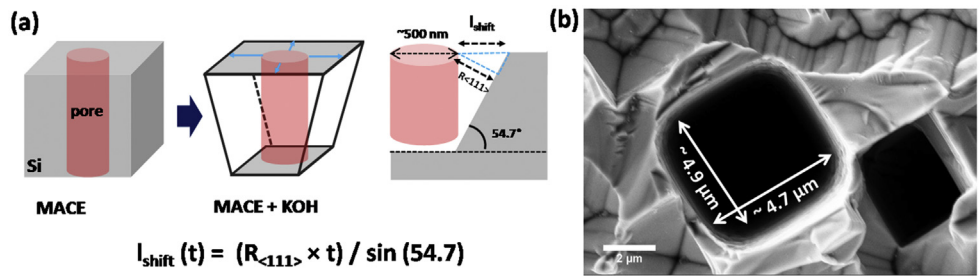 (a)
pore
Si
MACE
MACE + KOH
~500 nm
l_shift
R<111>
54.7°
l_shift (t) = (R<111> × t) / sin (54.7)
(b)
~ 4.9 μm
~ 4.7 μm
2 μm